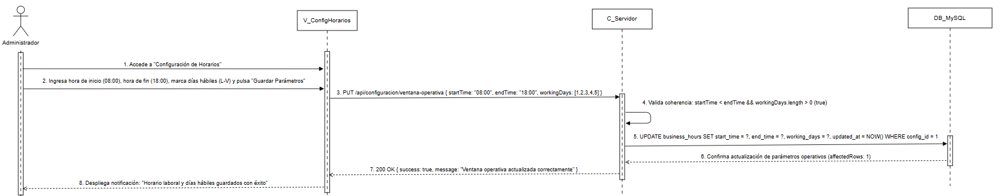 Administrador
V_ConfigHorarios
C_Servidor
DB_MySQL
1. Accede a "Configuración de Horarios"
2. Ingresa hora de inicio (08:00), hora de fin (18:00), marca días hábiles (L-V) y pulsa "Guardar Parámetros"
3. PUT /api/configuracion/ventana-operativa { startTime: "08:00", endTime: "18:00", workingDays: [1,2,3,4,5] }
4. Valida coherencia: startTime < endTime && workingDays.length > 0 (true)
5. UPDATE business_hours SET start_time = ?, end_time = ?, working_days = ?, updated_at = NOW() WHERE config_id = 1
6. Confirma actualización de parámetros operativos (affectedRows: 1)
7. 200 OK { success: true, message: "Ventana operativa actualizada correctamente" }
8. Despliega notificación: "Horario laboral y días hábiles guardados con éxito"